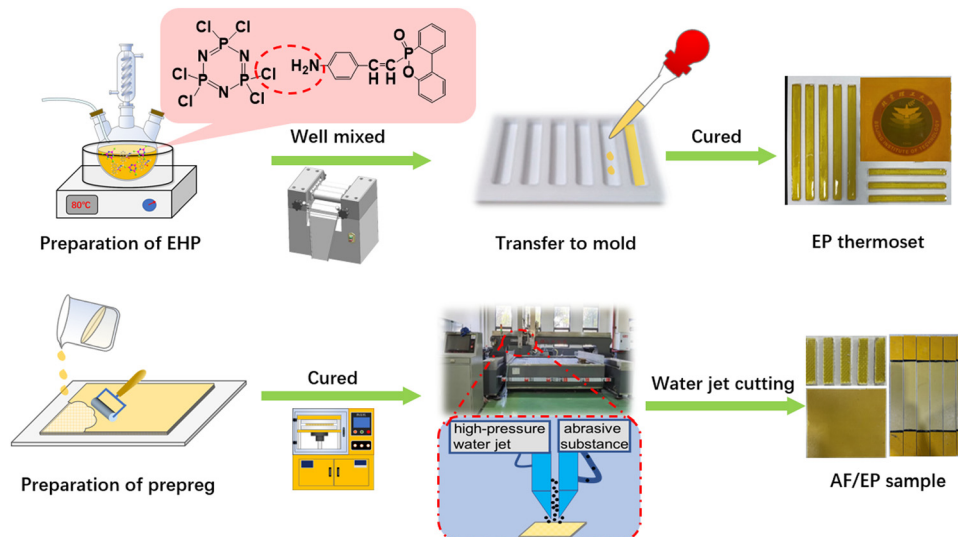 Cl Cl
P
N N
Cl P P Cl
Cl N Cl
H₂N
C=C
H H
O
P
O
80℃
Preparation of EHP
Well mixed
Transfer to mold
Cured
EP thermoset
Preparation of prepreg
Cured
high-pressure
water jet
abrasive
substance
Water jet cutting
AF/EP sample